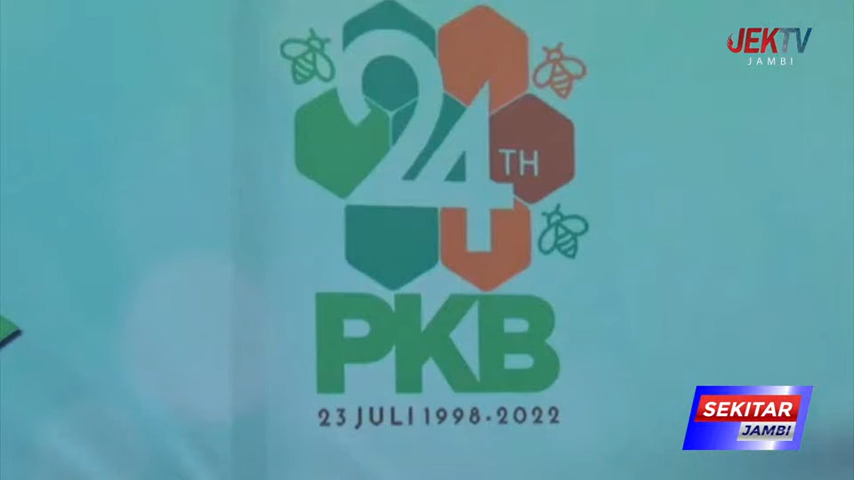 JEKTV
JAMBI
24TH
PKB
23 JULI 1998-2022
SEKITAR
JAMBI